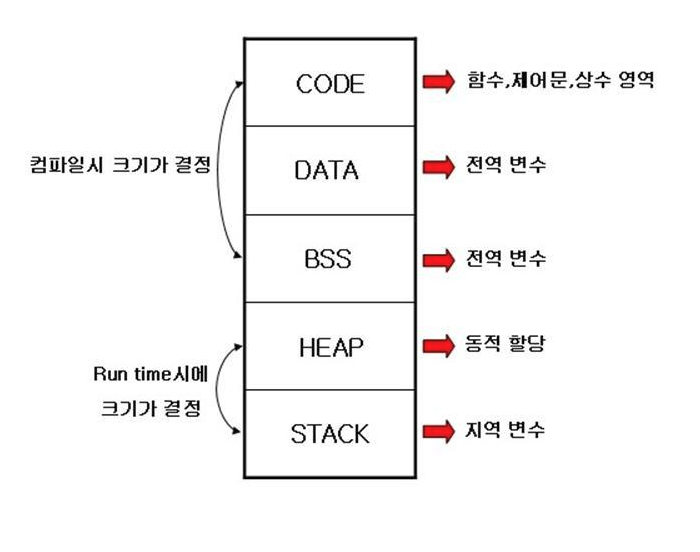 CODE
함수,제어문,상수 영역
컴파일시 크기가 결정
DATA
전역 변수
BSS
전역 변수
HEAP
동적 할당
Run time시에
크기가 결정
STACK
지역 변수